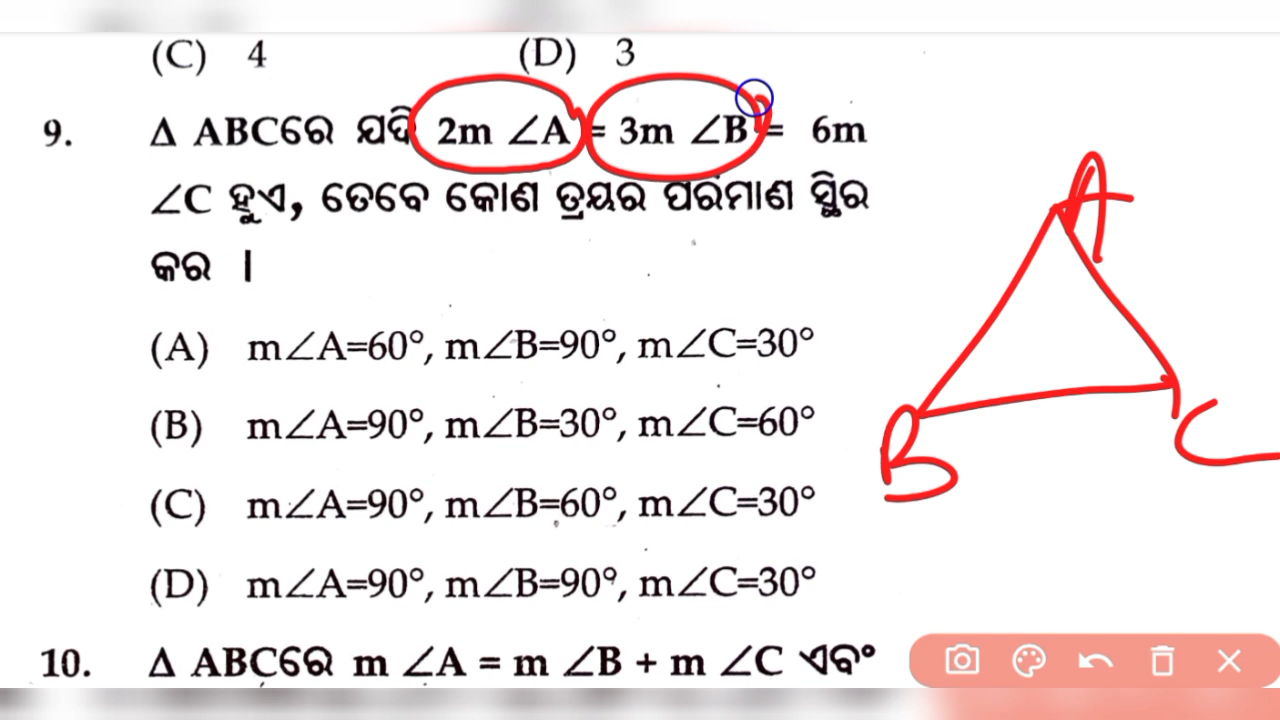 (C) 4 (D) 3
9. Δ ABCରେ ଯଦି 2m ∠A = 3m ∠B = 6m
∠C ହୁଏ, ତେବେ କୋଣ ତ୍ରୟର ପରିମାଣ ସ୍ଥିର
କର ।
(A) m∠A=60°, m∠B=90°, m∠C=30°
(B) m∠A=90°, m∠B=30°, m∠C=60°
(C) m∠A=90°, m∠B=60°, m∠C=30°
(D) m∠A=90°, m∠B=90°, m∠C=30°
10. Δ ABCରେ m ∠A = m ∠B + m ∠C ଏବଂ
A
B
C